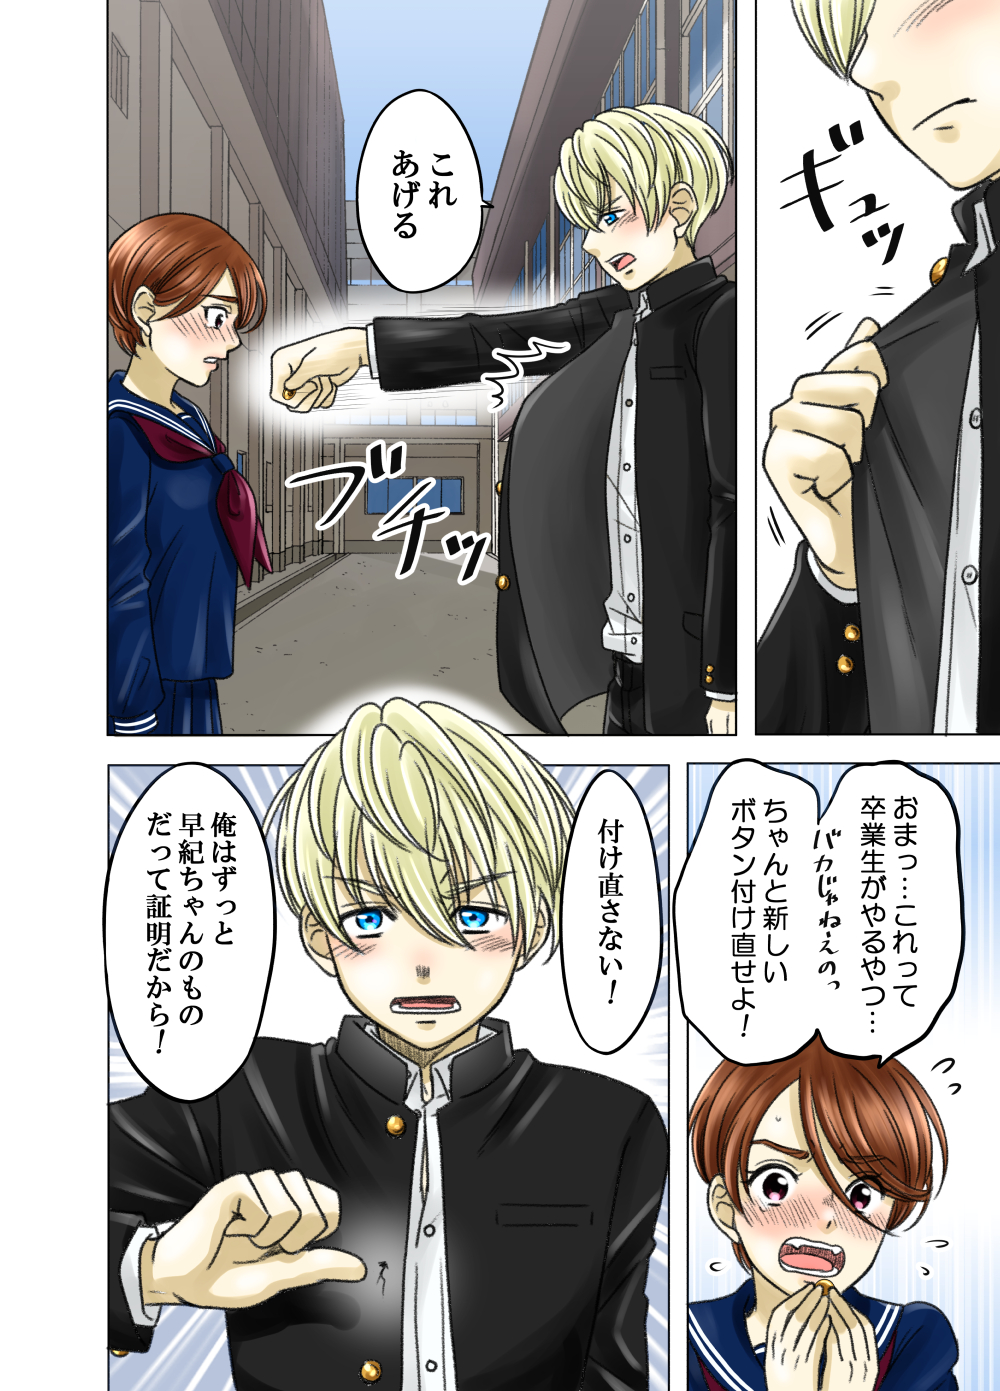 ギュッ
これ
あげる
ブチッ
おまっ…これって
卒業生がやるやつ…
バカじゃねぇのっ
ちゃんと新しい
ボタン付け直せよ！
付け直さない！
俺はずっと
早紀ちゃんのもの
だって証明だから！